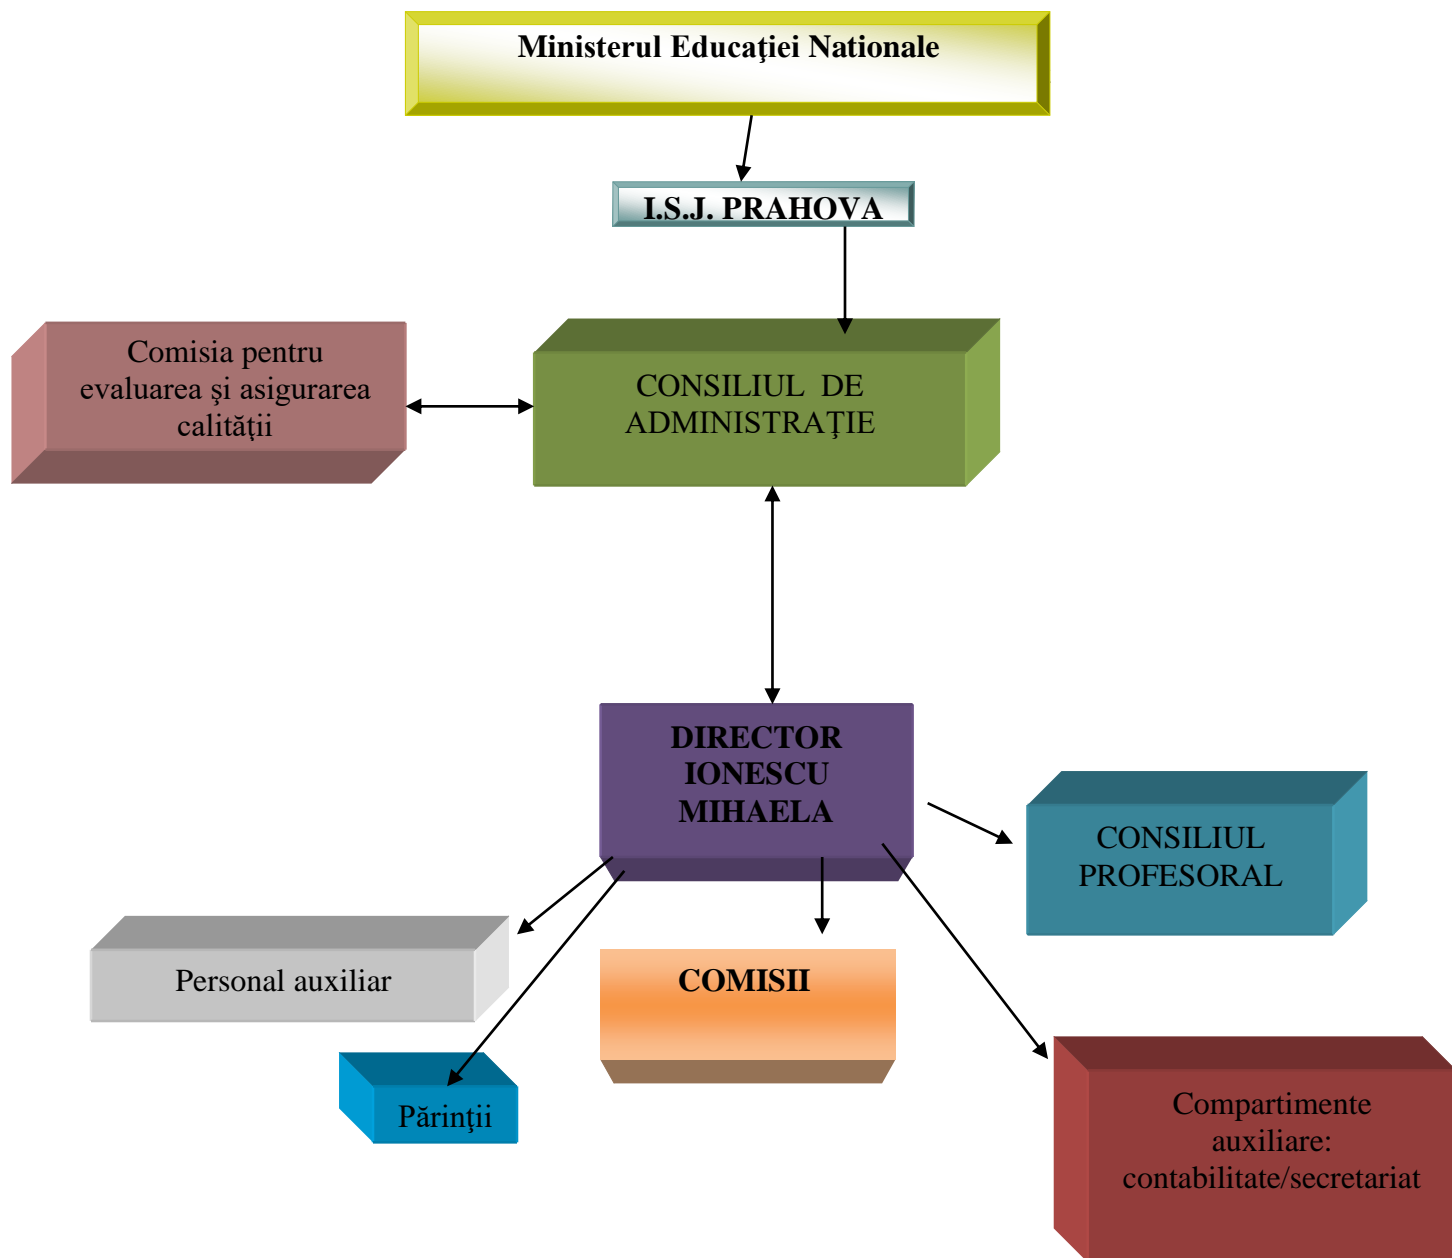 Ministerul Educaţiei Nationale
I.S.J. PRAHOVA
Comisia pentru
evaluarea şi asigurarea
calităţii
CONSILIUL DE
ADMINISTRAŢIE
DIRECTOR
IONESCU
MIHAELA
CONSILIUL
PROFESORAL
Personal auxiliar
COMISII
Părinţii
Compartimente
auxiliare:
contabilitate/secretariat